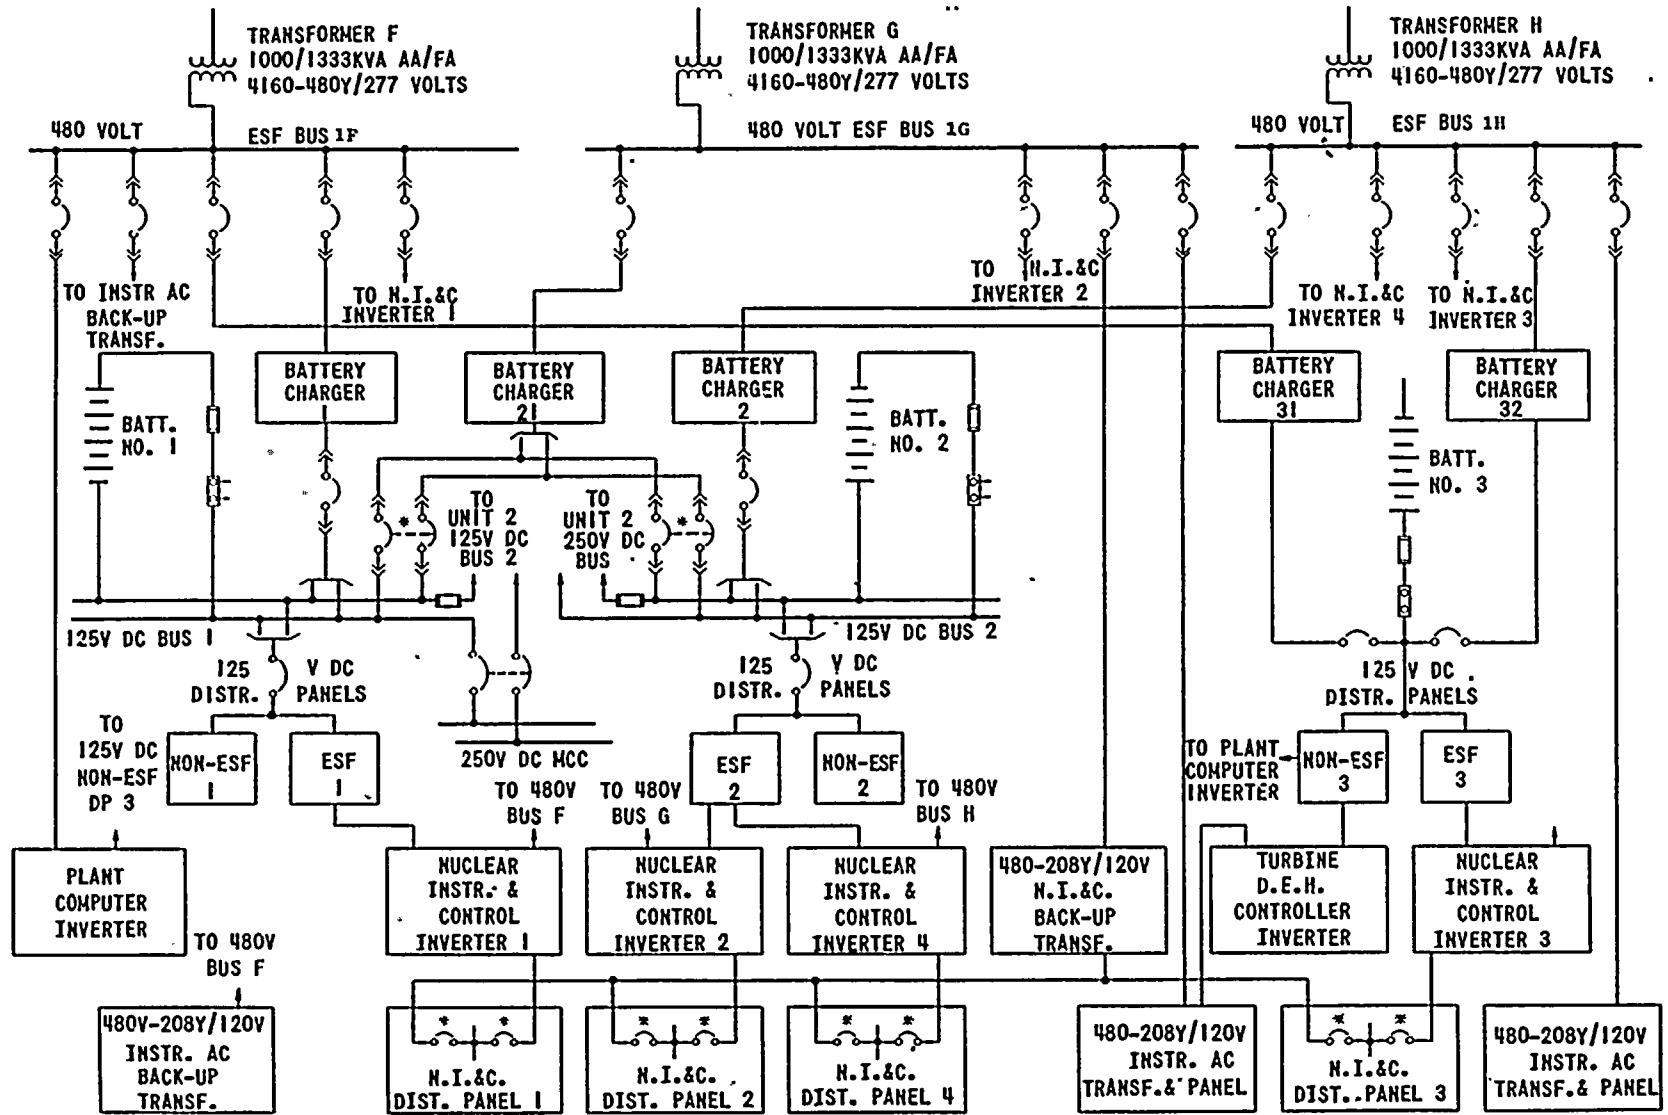 TRANSFORMER F
1000/1333KVA AA/FA
4160-480Y/277 VOLTS
TRANSFORMER G
1000/1333KVA AA/FA
4160-480Y/277 VOLTS
TRANSFORMER H
1000/1333KVA AA/FA
4160-480Y/277 VOLTS
480 VOLT ESF BUS 1F
480 VOLT ESF BUS 1G
480 VOLT ESF BUS 1H
TO INSTR AC
BACK-UP
TRANSF.
TO N.I.&C
INVERTER 1
TO N.I.&C
INVERTER 2
TO N.I.&C
INVERTER 4
TO N.I.&C
INVERTER 3
BATT.
NO. 1
BATTERY
CHARGER
1
BATTERY
CHARGER
21
BATTERY
CHARGER
2
BATT.
NO. 2
BATTERY
CHARGER
31
BATTERY
CHARGER
32
BATT.
NO. 3
*
TO
UNIT 2
125V DC
BUS 2
TO
UNIT 2
250V DC
BUS
*
125V DC BUS 1
125V DC BUS 2
125 V DC
DISTR. PANELS
125 V DC
DISTR. PANELS
125 V DC
DISTR. PANELS
TO
125V DC
NON-ESF
DP 3
NON-ESF
1
ESF
1
250V DC MCC
ESF
2
NON-ESF
2
TO PLANT
COMPUTER
INVERTER
NON-ESF
3
ESF
3
TO 480V
BUS F
TO 480V
BUS G
TO 480V
BUS H
PLANT
COMPUTER
INVERTER
NUCLEAR
INSTR. &
CONTROL
INVERTER 1
NUCLEAR
INSTR. &
CONTROL
INVERTER 2
NUCLEAR
INSTR. &
CONTROL
INVERTER 4
480-208Y/120V
N.I.&C.
BACK-UP
TRANSF.
TURBINE
D.E.H.
CONTROLLER
INVERTER
NUCLEAR
INSTR. &
CONTROL
INVERTER 3
TO 480V
BUS F
480V-208Y/120V
INSTR. AC
BACK-UP
TRANSF.
* *
N.I.&C.
DIST. PANEL 1
* *
N.I.&C.
DIST. PANEL 2
* *
N.I.&C.
DIST. PANEL 4
480-208Y/120V
INSTR. AC
TRANSF.& PANEL
* *
N.I.&C.
DIST. PANEL 3
480-208Y/120V
INSTR. AC
TRANSF.& PANEL